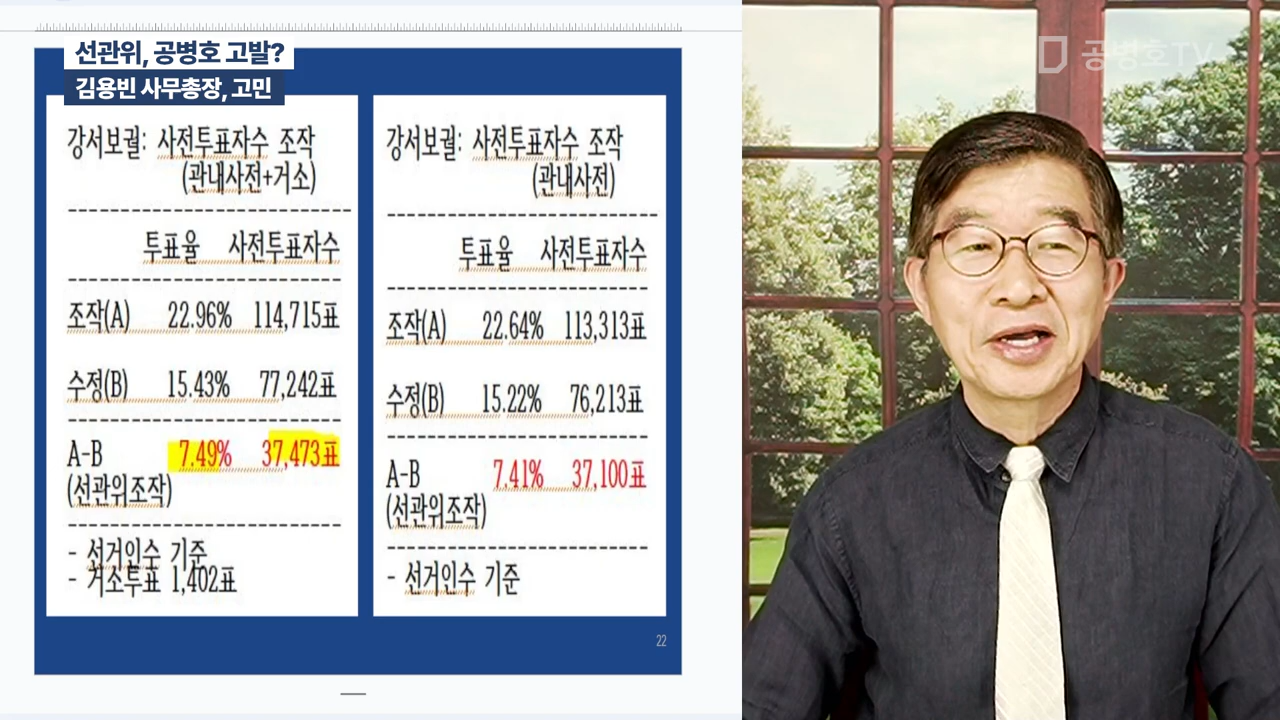 선관위, 공병호 고발?
김용빈 사무총장, 고민
공병호TV
강서보궐: 사전투표자수 조작
(관내사전+거소)
투표율 사전투표자수
조작(A) 22.96% 114,715표
수정(B) 15.43% 77,242표
A-B 7.49% 37,473표
(선관위조작)
- 선거인수 기준
- 거소투표 1,402표
강서보궐: 사전투표자수 조작
(관내사전)
투표율 사전투표자수
조작(A) 22.64% 113,313표
수정(B) 15.22% 76,213표
A-B 7.41% 37,100표
(선관위조작)
- 선거인수 기준
22